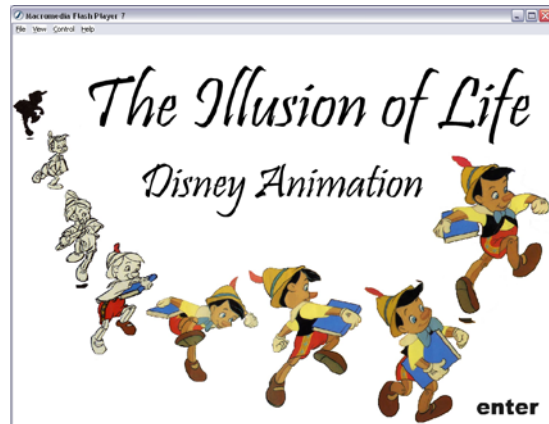 Macromedia Flash Player 7
File View Control Help
The Illusion of Life
Disney Animation
enter